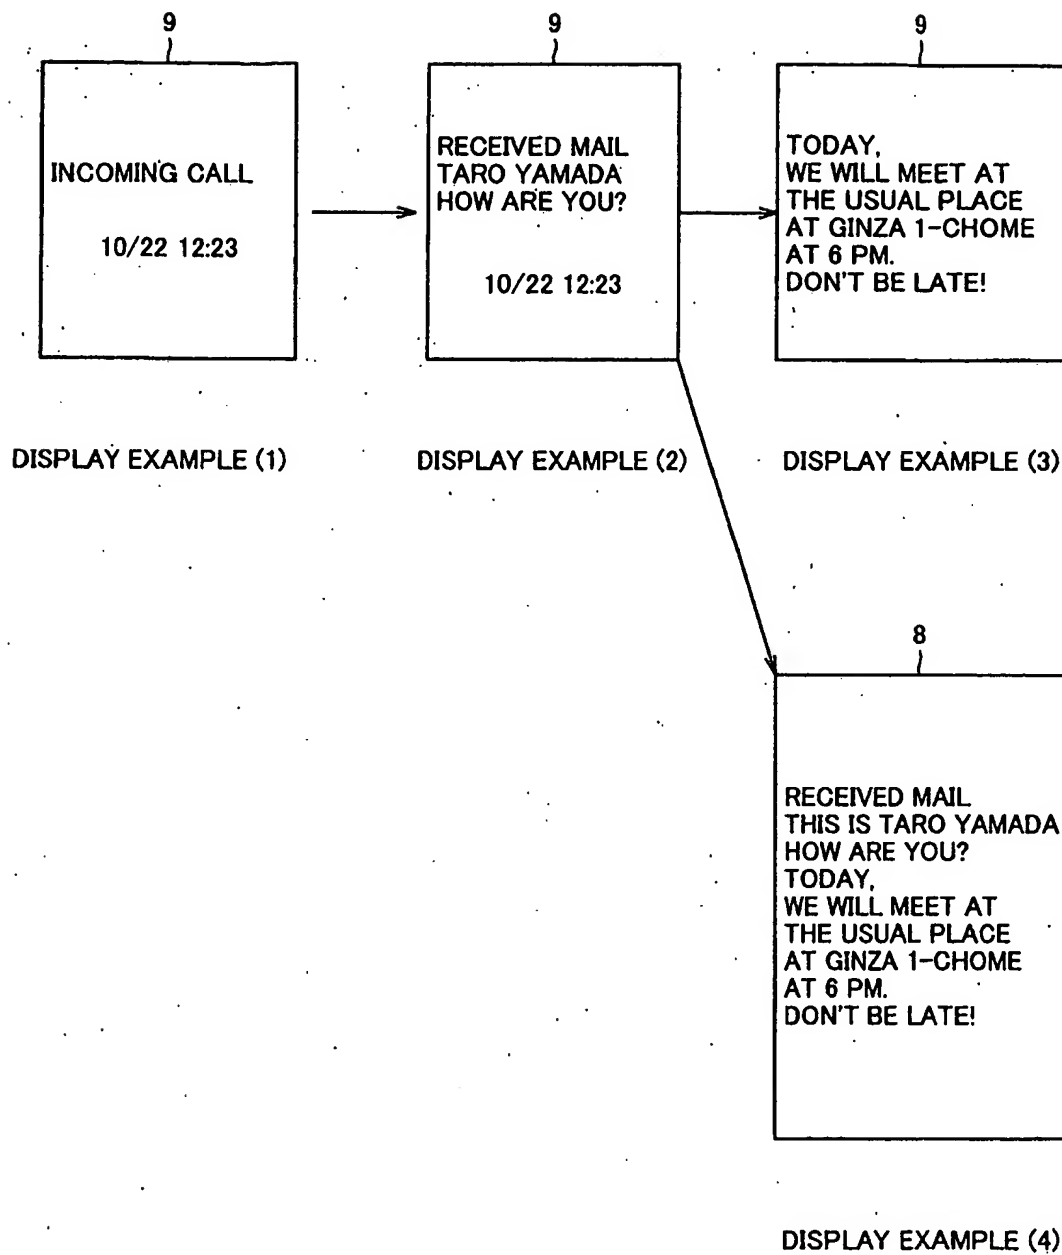 9
INCOMING CALL
10/22 12:23
DISPLAY EXAMPLE (1)
9
RECEIVED MAIL
TARO YAMADA
HOW ARE YOU?
10/22 12:23
DISPLAY EXAMPLE (2)
9
TODAY,
WE WILL MEET AT
THE USUAL PLACE
AT GINZA 1-CHOME
AT 6 PM.
DON'T BE LATE!
DISPLAY EXAMPLE (3)
8
RECEIVED MAIL
THIS IS TARO YAMADA
HOW ARE YOU?
TODAY,
WE WILL MEET AT
THE USUAL PLACE
AT GINZA 1-CHOME
AT 6 PM.
DON'T BE LATE!
DISPLAY EXAMPLE (4)